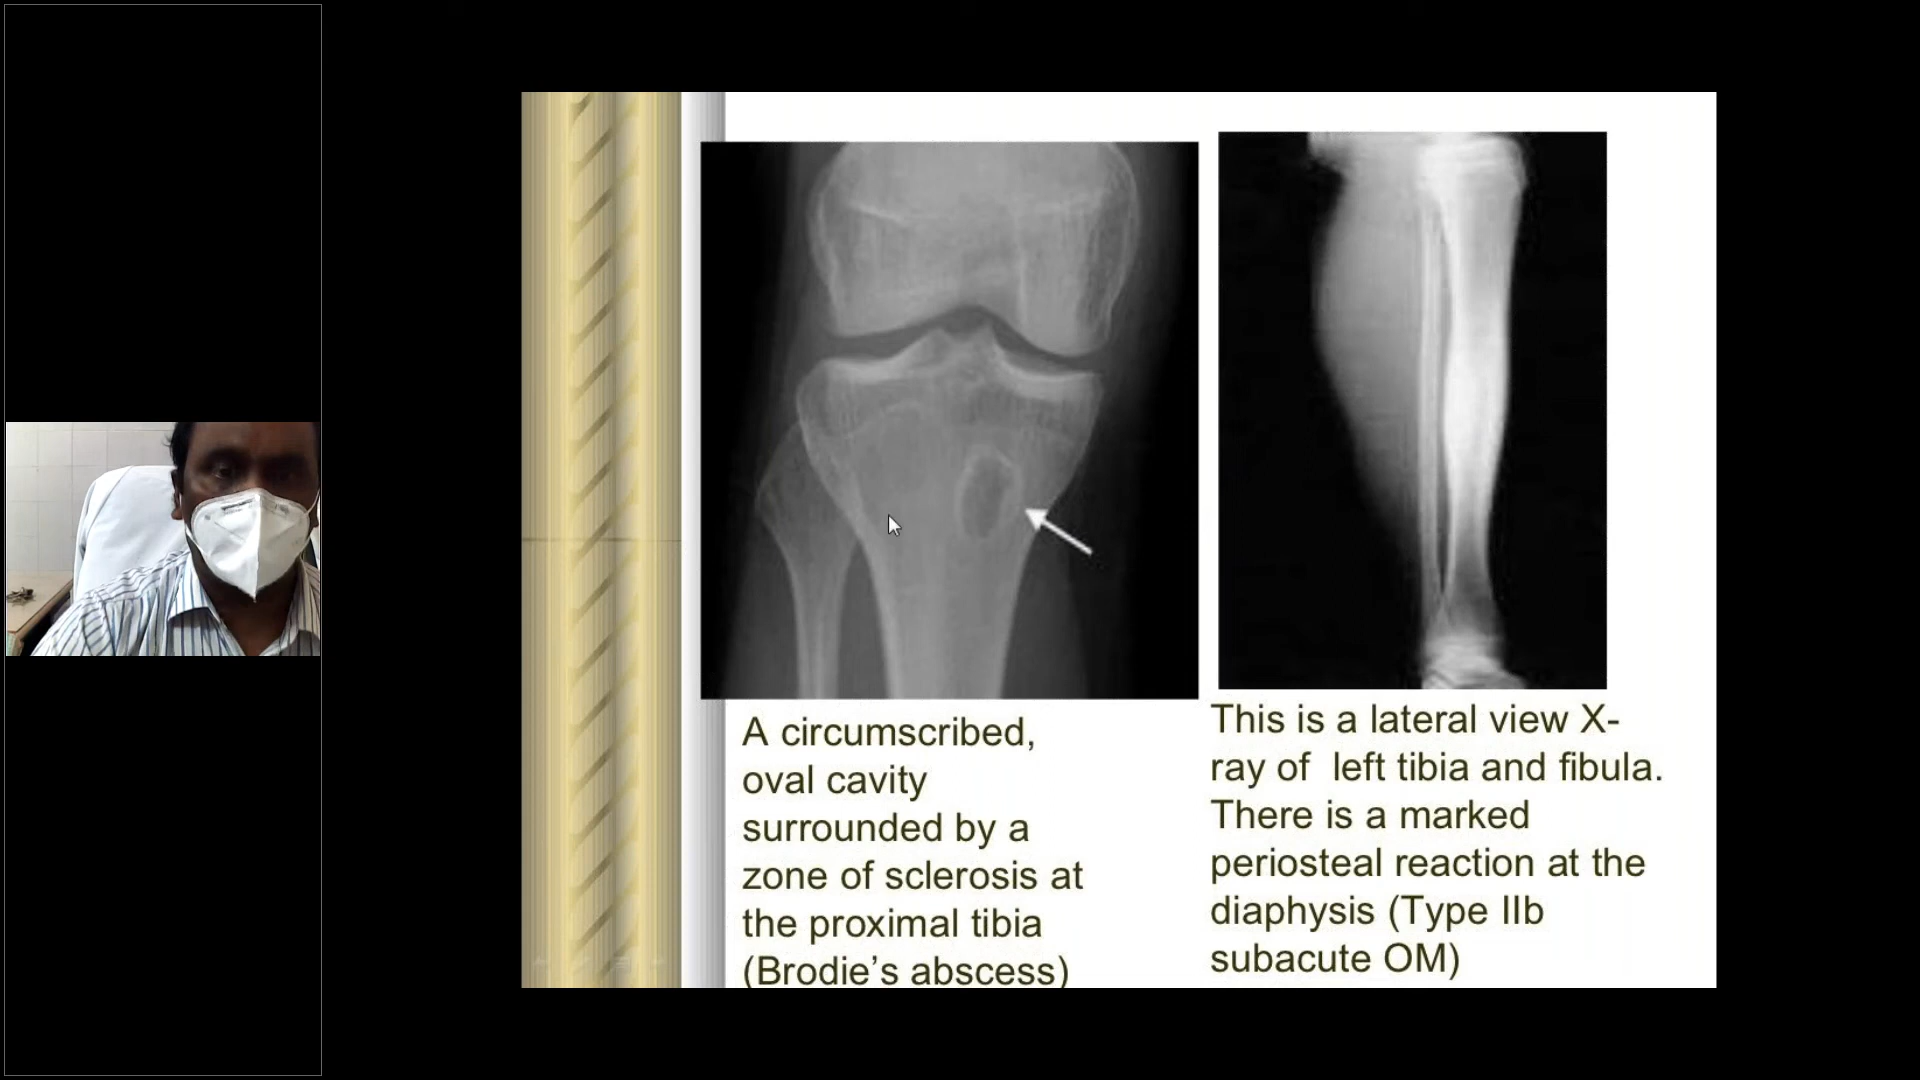 A circumscribed,
oval cavity
surrounded by a
zone of sclerosis at
the proximal tibia
(Brodie’s abscess)
This is a lateral view X-
ray of left tibia and fibula.
There is a marked
periosteal reaction at the
diaphysis (Type IIb
subacute OM)